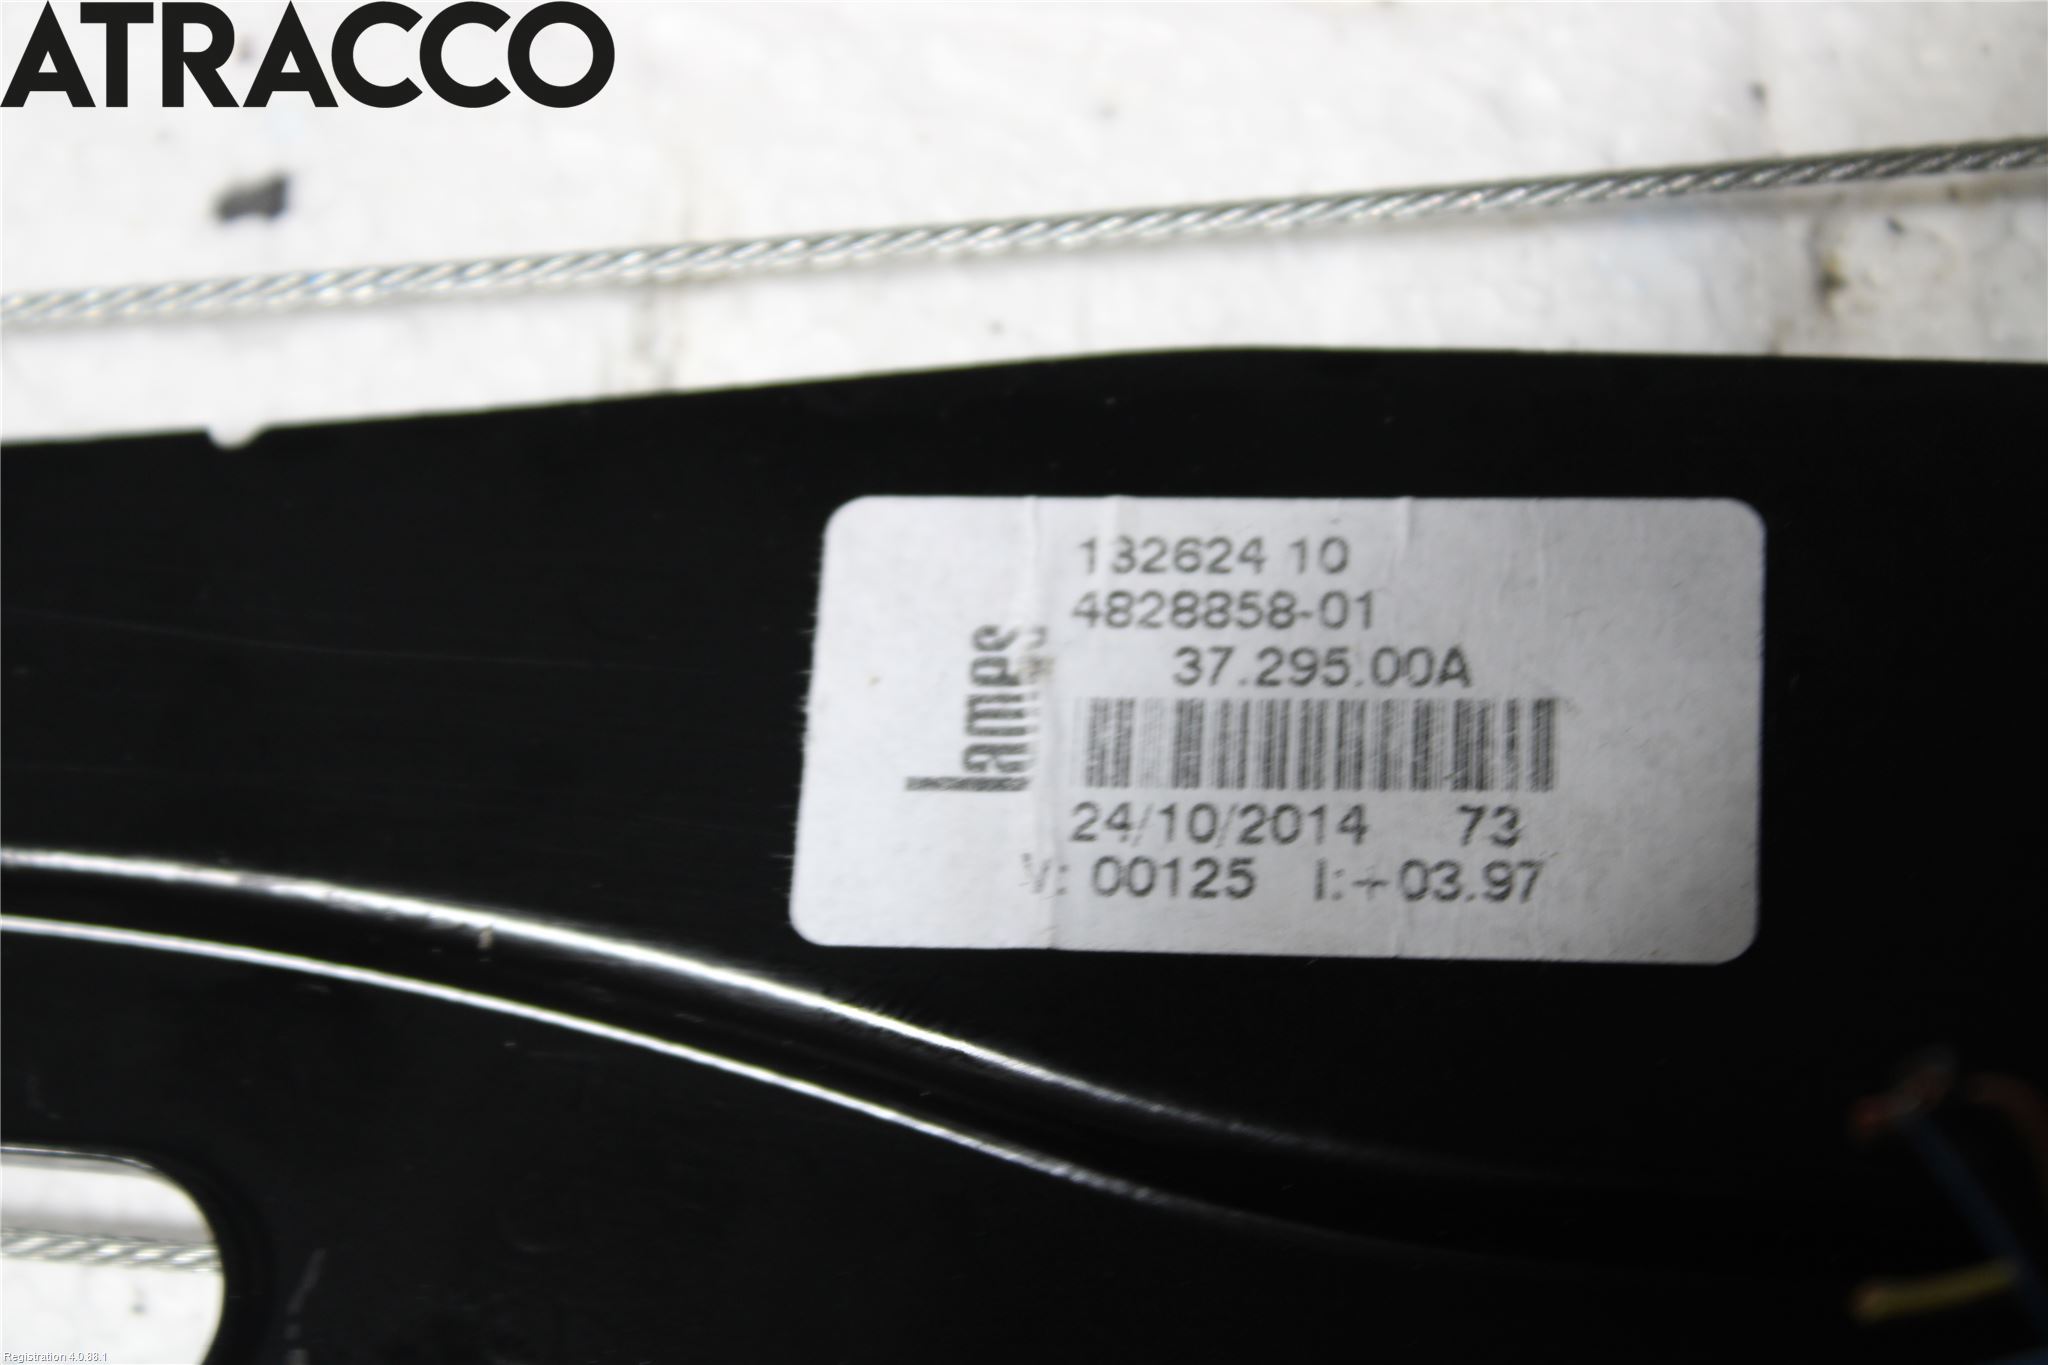 ATRACCO
132624 10
4828858-01
37.295.00A
lames
24/10/2014 73
V: 00125 I:+03.97
Registration 4.0.88.1